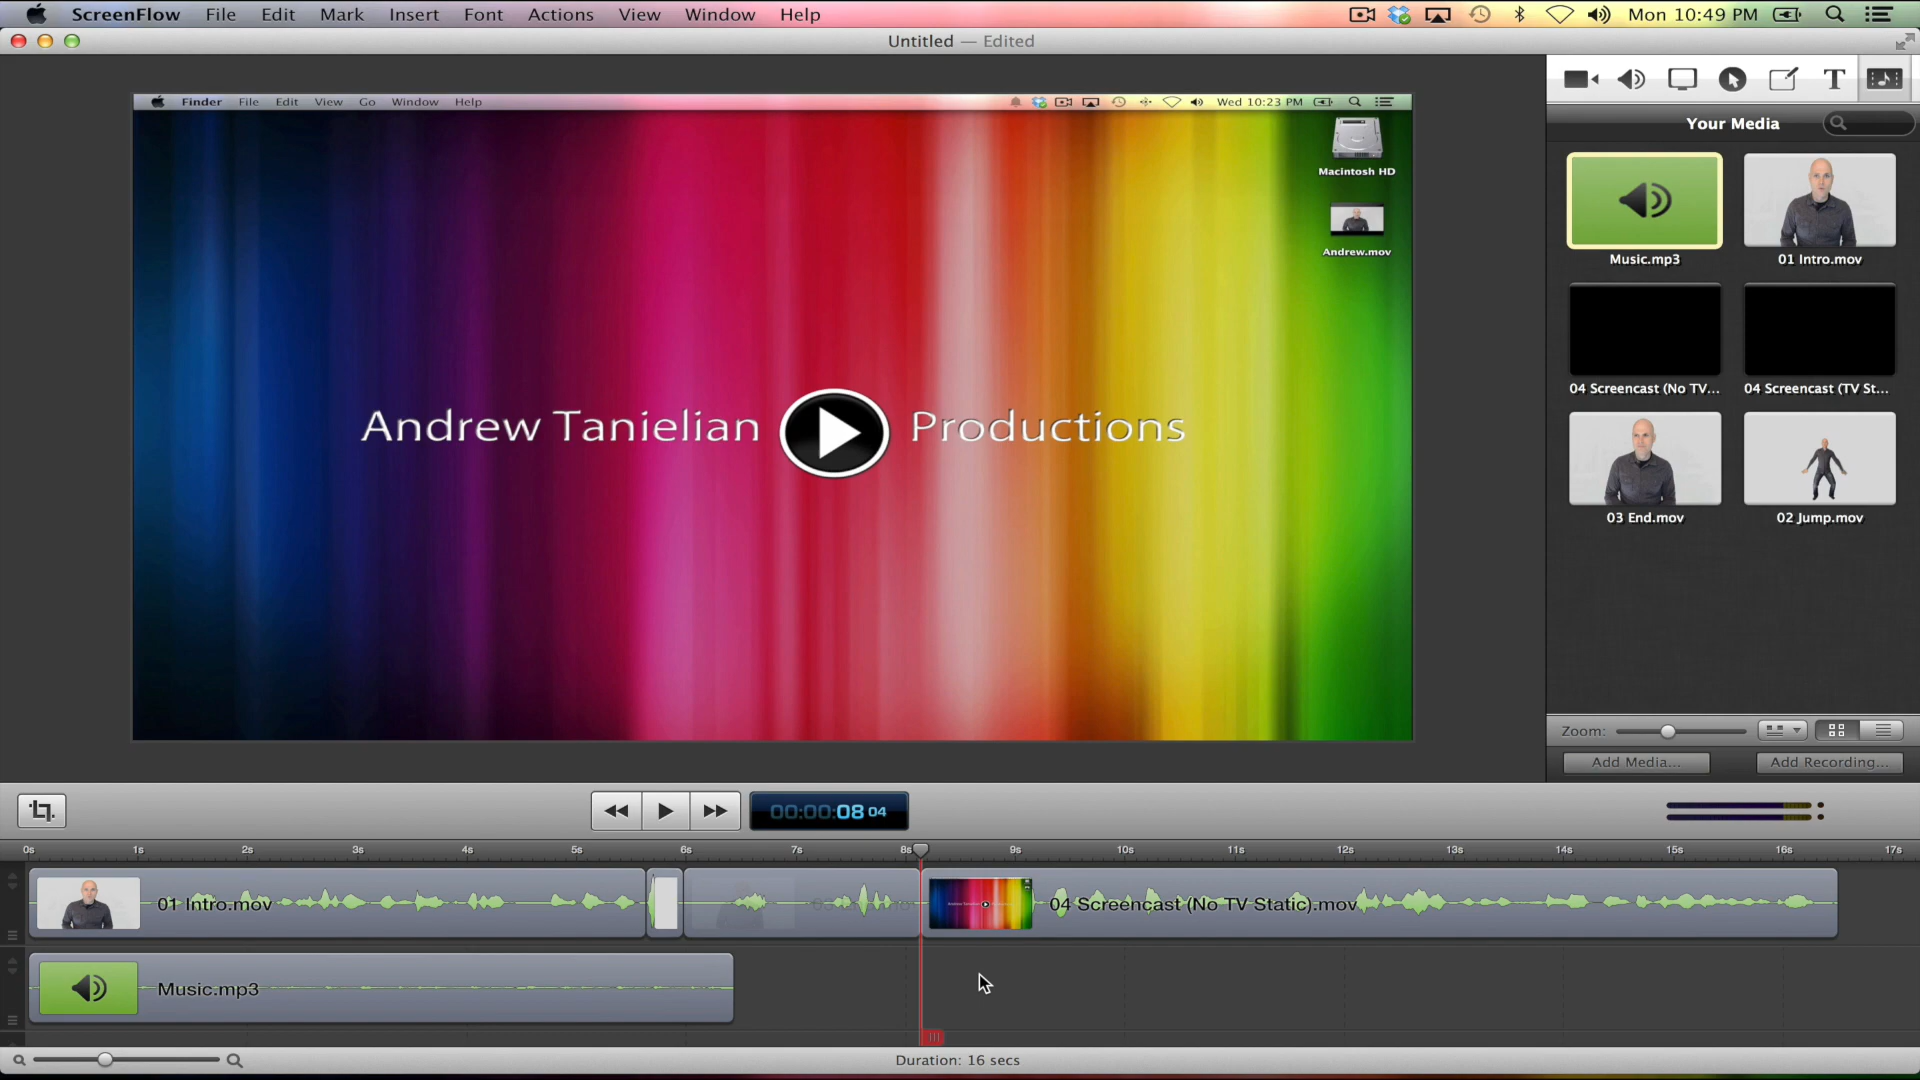 ScreenFlow File Edit Mark Insert Font Actions View Window Help Mon 10:49 PM
Untitled — Edited
Finder File Edit View Go Window Help Wed 10:23 PM
T
Your Media
Macintosh HD
Andrew.mov
Andrew Tanielian Productions
Music.mp3 01 Intro.mov
04 Screencast (No TV... 04 Screencast (TV St...
03 End.mov 02 Jump.mov
Zoom:
Add Media... Add Recording...
00:00:08 04
0s 1s 2s 3s 4s 5s 6s 7s 8s 9s 10s 11s 12s 13s 14s 15s 16s 17s
01 Intro.mov 04 Screencast (No TV Static).mov
Music.mp3
Duration: 16 secs